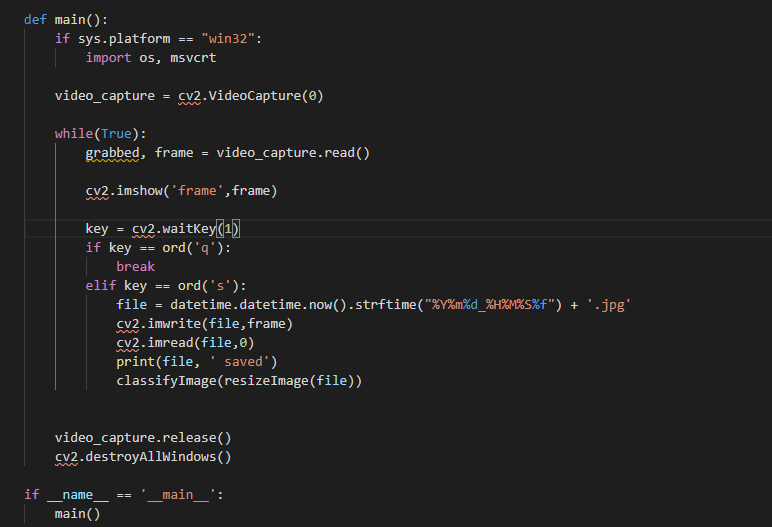 def main():
    if sys.platform == "win32":
        import os, msvcrt
    video_capture = cv2.VideoCapture(0)
    while(True):
        grabbed, frame = video_capture.read()
        cv2.imshow('frame',frame)
        key = cv2.waitKey(1)
        if key == ord('q'):
            break
        elif key == ord('s'):
            file = datetime.datetime.now().strftime("%Y%m%d_%H%M%S%f") + '.jpg'
            cv2.imwrite(file,frame)
            cv2.imread(file,0)
            print(file, ' saved')
            classifyImage(resizeImage(file))
    video_capture.release()
    cv2.destroyAllWindows()
if __name__ == '__main__':
    main()